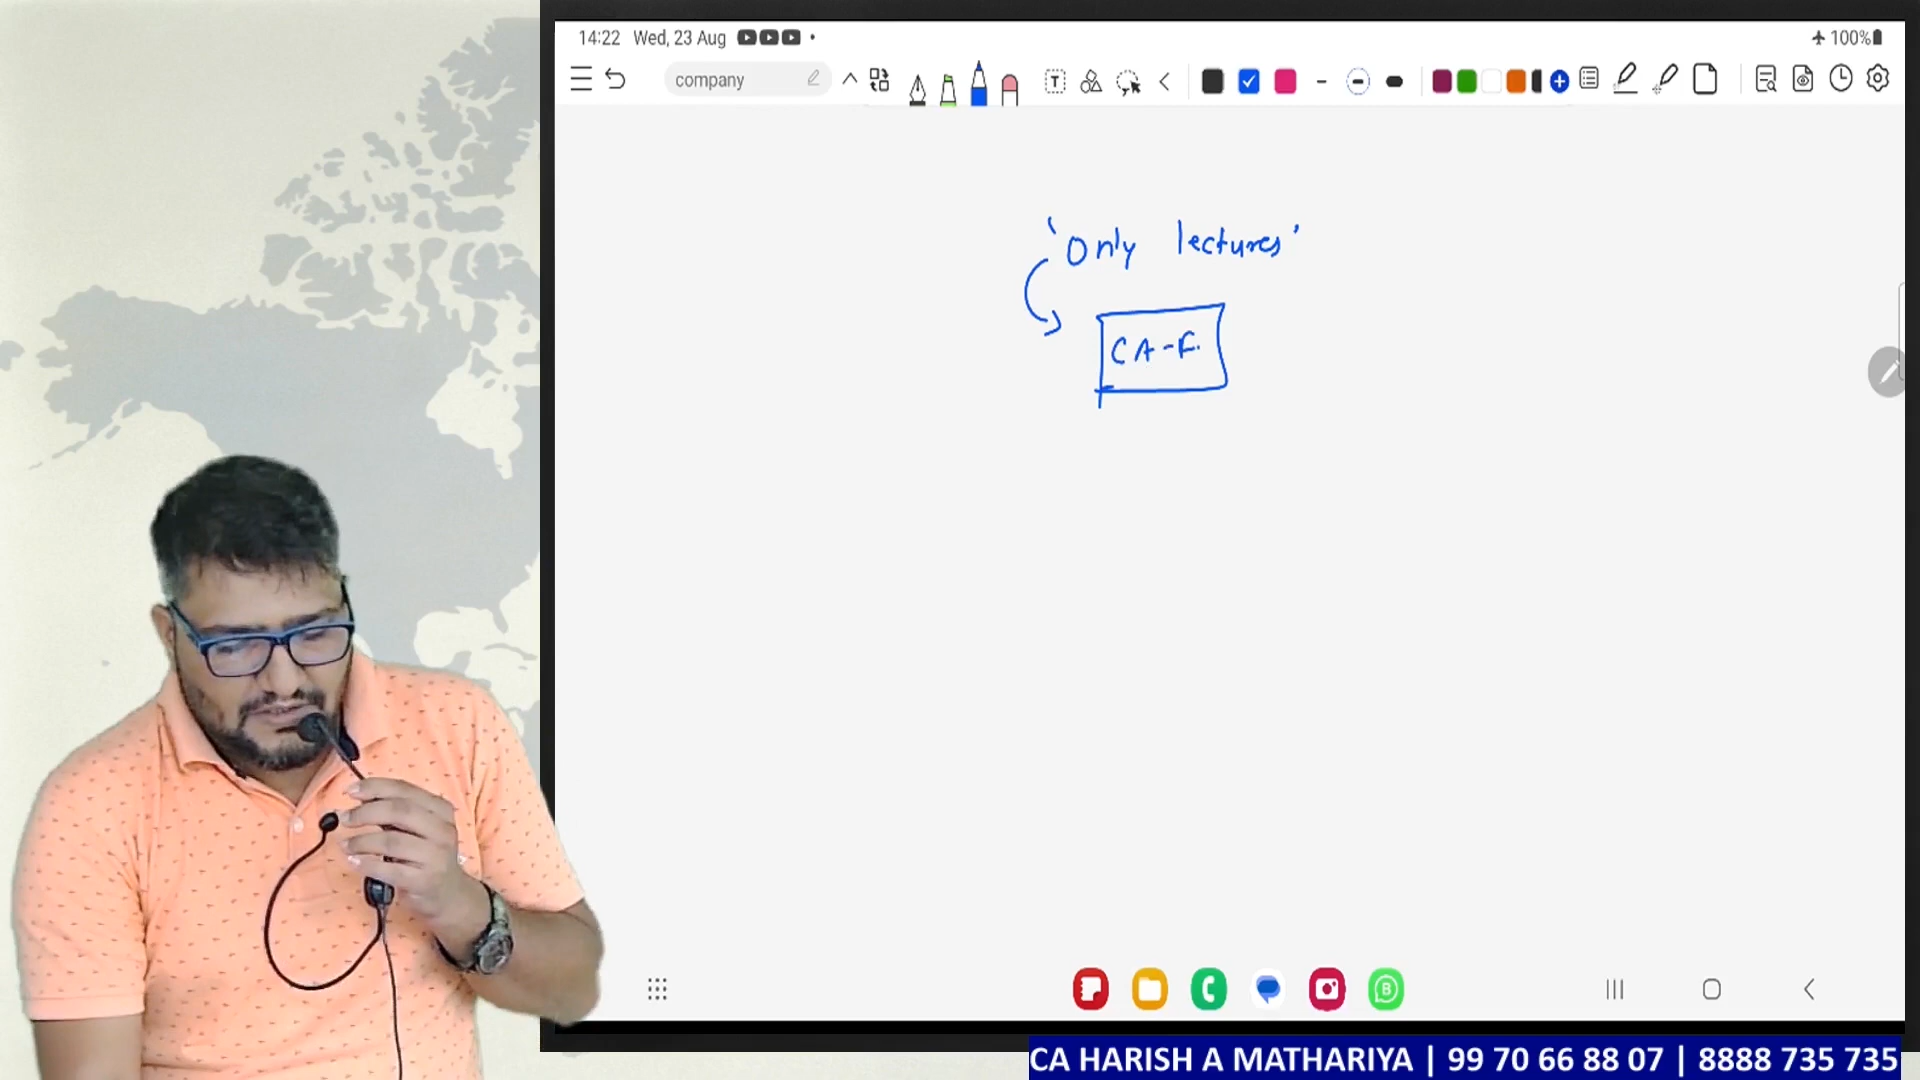 14:22 Wed, 23 Aug
100%
company
T
'Only lectures'
CA-F.
CA HARISH A MATHARIYA | 99 70 66 88 07 | 8888 735 735